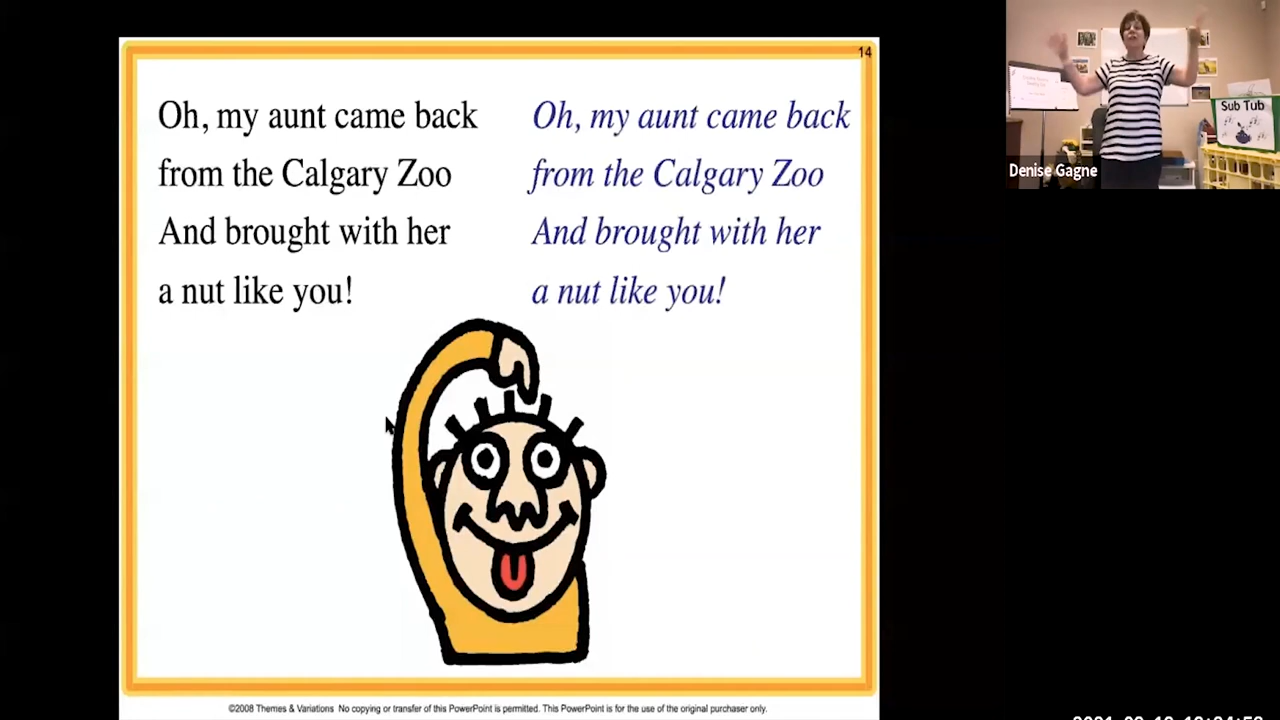 14
Oh, my aunt came back
from the Calgary Zoo
And brought with her
a nut like you!
Oh, my aunt came back
from the Calgary Zoo
And brought with her
a nut like you!
©2008 Themes & Variations No copying or transfer of this PowerPoint is permitted. This PowerPoint is for the use of the original purchaser only.
Sub Tub
Denise Gagne